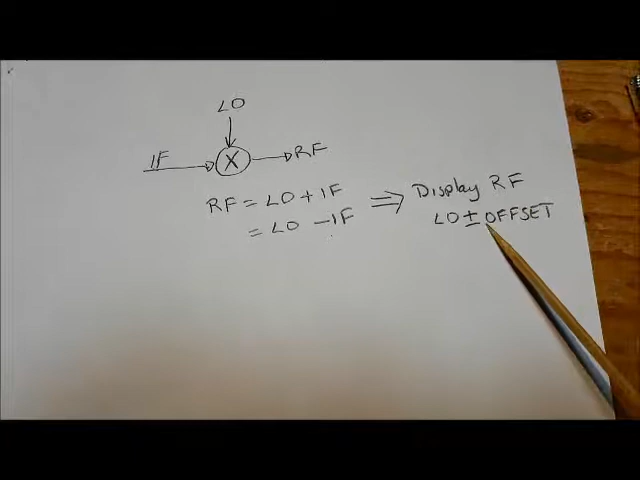 LO
IF
X
RF
RF = LO + IF
= LO - IF
⇒ Display RF
LO ± OFFSET